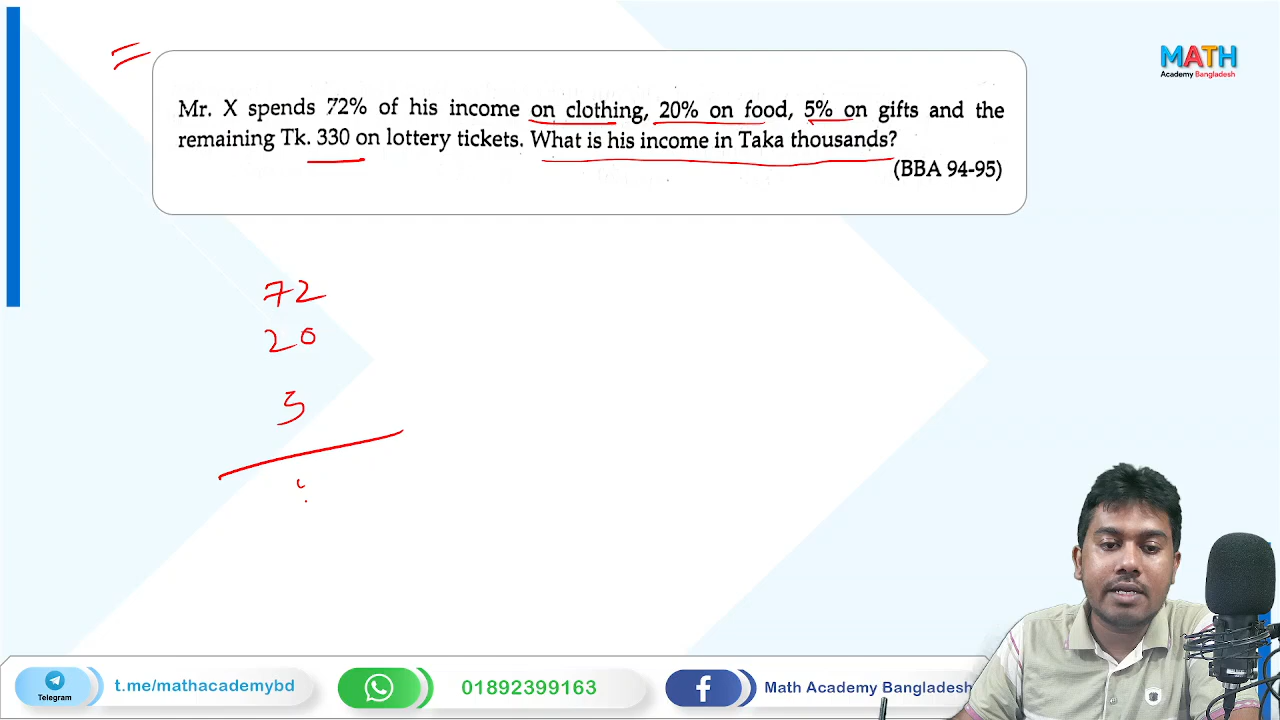 MATH
Academy Bangladesh
Mr. X spends 72% of his income on clothing, 20% on food, 5% on gifts and the
remaining Tk. 330 on lottery tickets. What is his income in Taka thousands?
(BBA 94-95)
72
20
5
Telegram
t.me/mathacademybd
01892399163
Math Academy Bangladesh